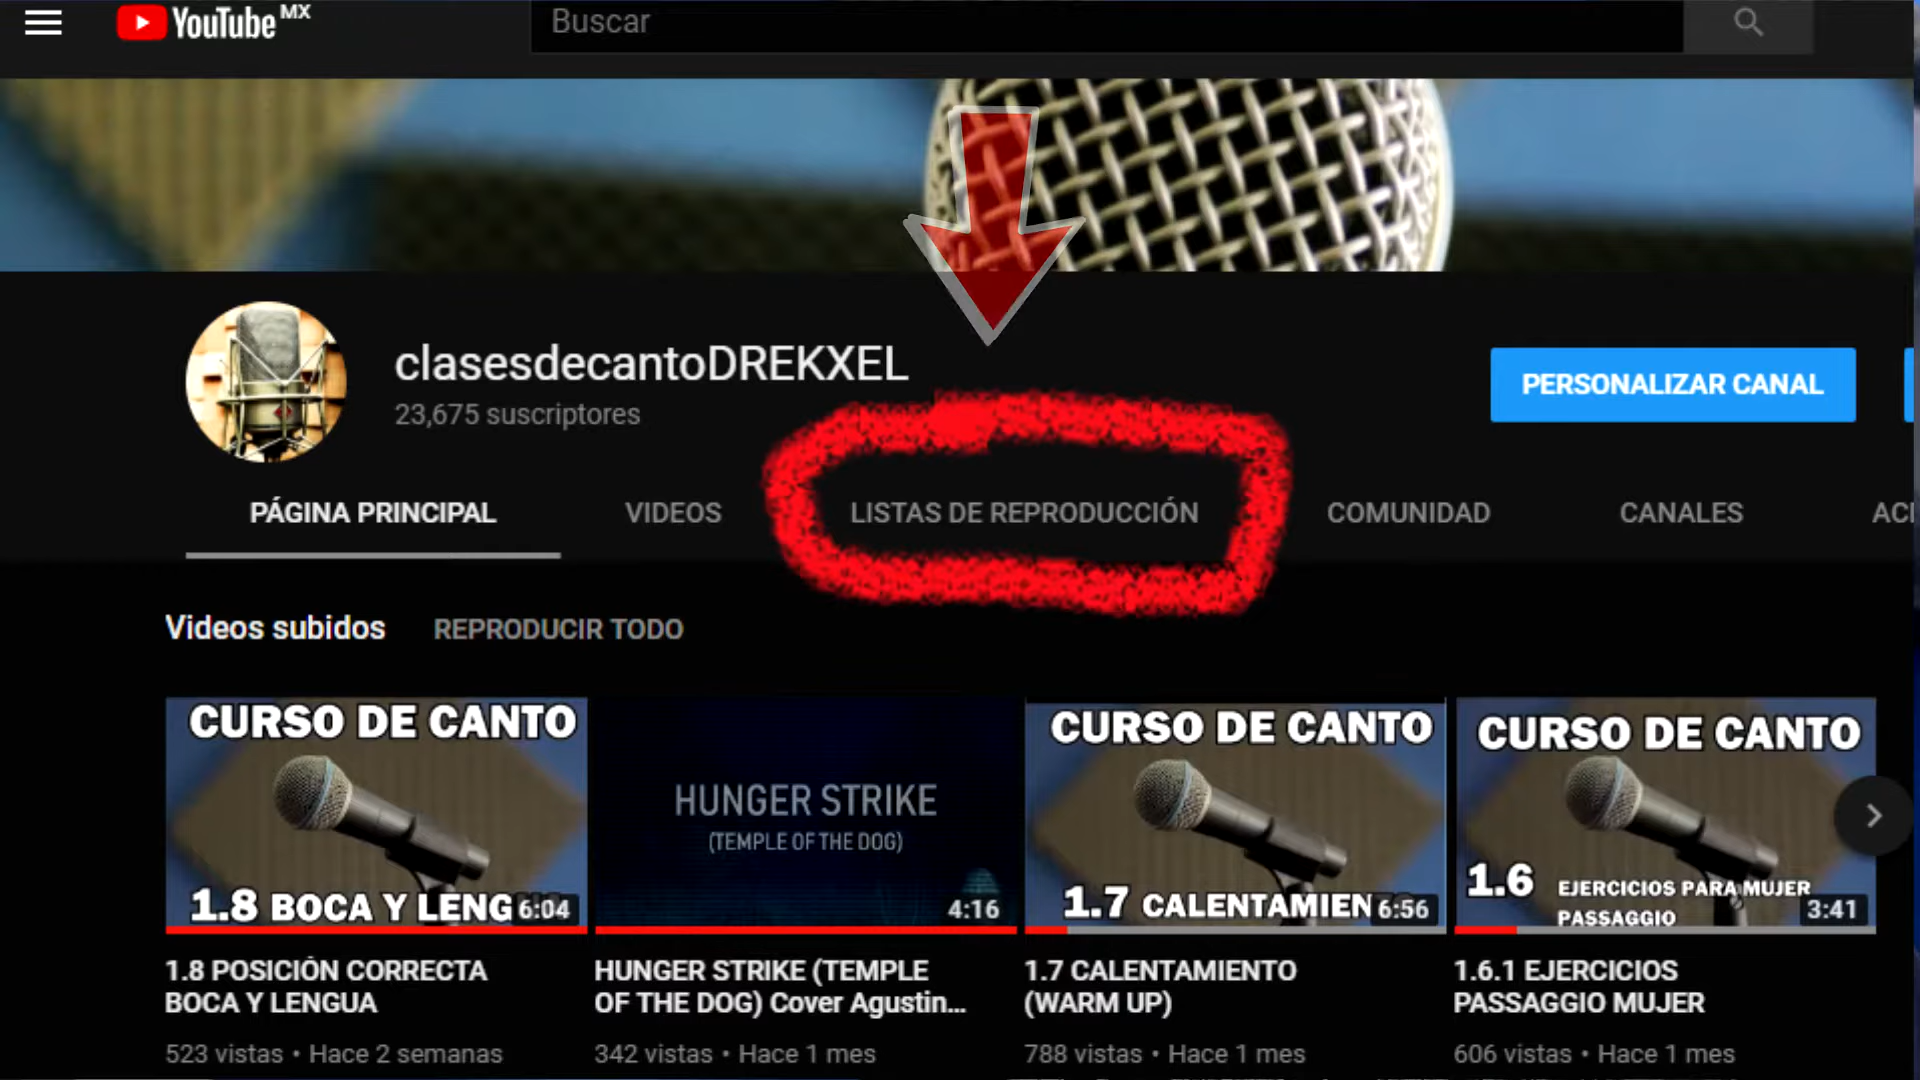 YouTube MX
Buscar
clasesdecantoDREKXEL
23,675 suscriptores
PERSONALIZAR CANAL
PÁGINA PRINCIPAL
VIDEOS
LISTAS DE REPRODUCCIÓN
COMUNIDAD
CANALES
Videos subidos
REPRODUCIR TODO
CURSO DE CANTO
1.8 BOCA Y LENG
6:04
HUNGER STRIKE
(TEMPLE OF THE DOG)
4:16
CURSO DE CANTO
1.7 CALENTAMIEN
6:56
CURSO DE CANTO
1.6 EJERCICIOS PARA MUJER
PASSAGGIO
3:41
1.8 POSICIÓN CORRECTA
BOCA Y LENGUA
523 vistas • Hace 2 semanas
HUNGER STRIKE (TEMPLE
OF THE DOG) Cover Agustin...
342 vistas • Hace 1 mes
1.7 CALENTAMIENTO
(WARM UP)
788 vistas • Hace 1 mes
1.6.1 EJERCICIOS
PASSAGGIO MUJER
606 vistas • Hace 1 mes